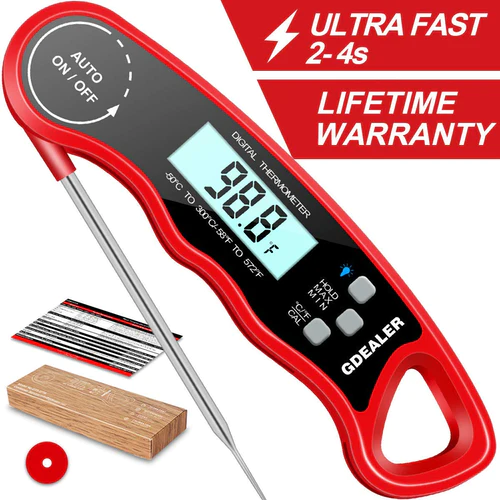 ULTRA FAST
2-4s
LIFETIME
WARRANTY
AUTO
ON / OFF
DIGITAL THERMOMETER
98.8°F
-50°C TO 300°C/-58°F TO 572°F
HOLD
MAX
MIN
°C/°F
CAL
GDEALER